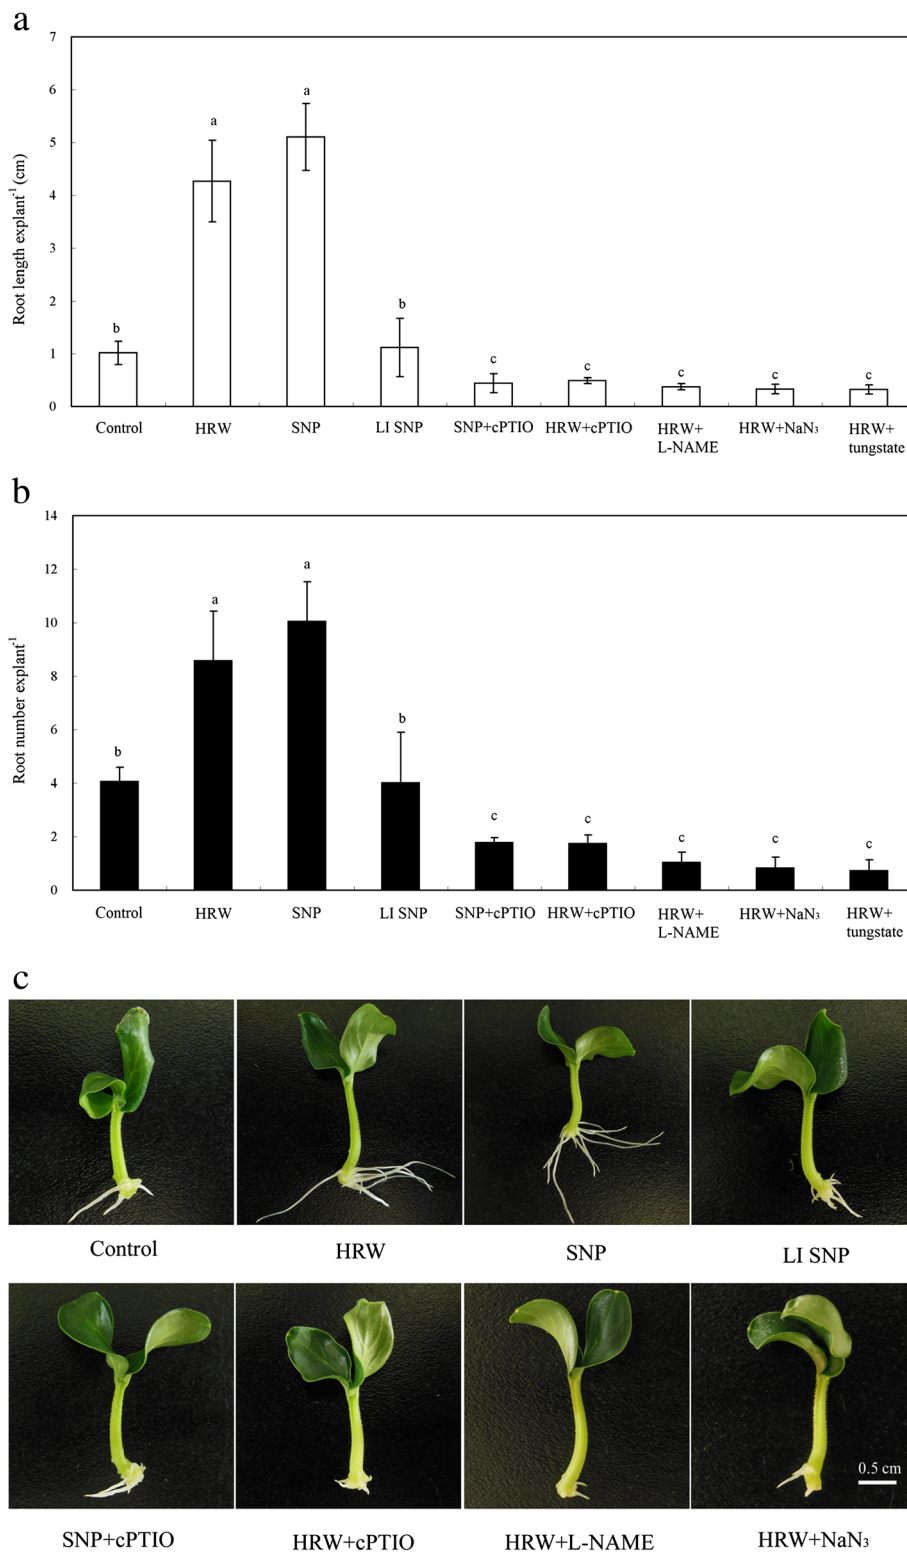 a
7
6
5
4
3
2
1
0
Root length explant⁻¹ (cm)
b
a
a
b
c
c
c
c
c
Control HRW SNP LI SNP SNP+cPTIO HRW+cPTIO HRW+ HRW+NaN₃ HRW+
L-NAME tungstate
b
14
12
10
8
6
4
2
0
Root number explant⁻¹
b
a
a
b
c
c
c
c
c
Control HRW SNP LI SNP SNP+cPTIO HRW+cPTIO HRW+ HRW+NaN₃ HRW+
L-NAME tungstate
c
Control HRW SNP LI SNP
0.5 cm
SNP+cPTIO HRW+cPTIO HRW+L-NAME HRW+NaN₃